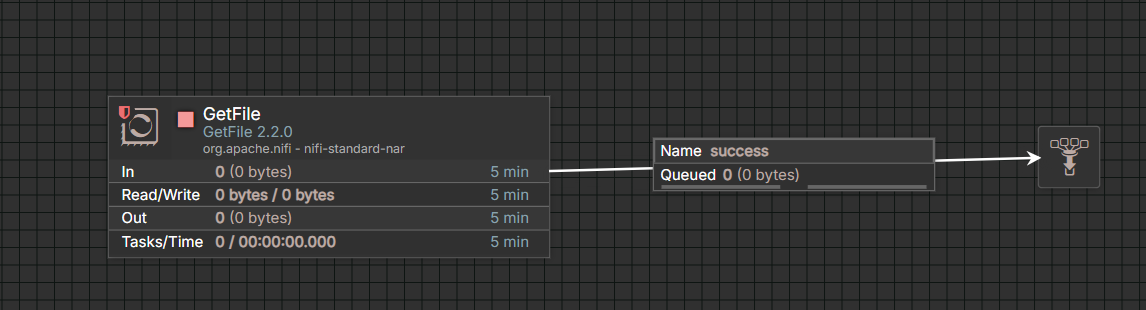 GetFile
GetFile 2.2.0
org.apache.nifi - nifi-standard-nar
In 0 (0 bytes) 5 min
Read/Write 0 bytes / 0 bytes 5 min
Out 0 (0 bytes) 5 min
Tasks/Time 0 / 00:00:00.000 5 min
Name success
Queued 0 (0 bytes)